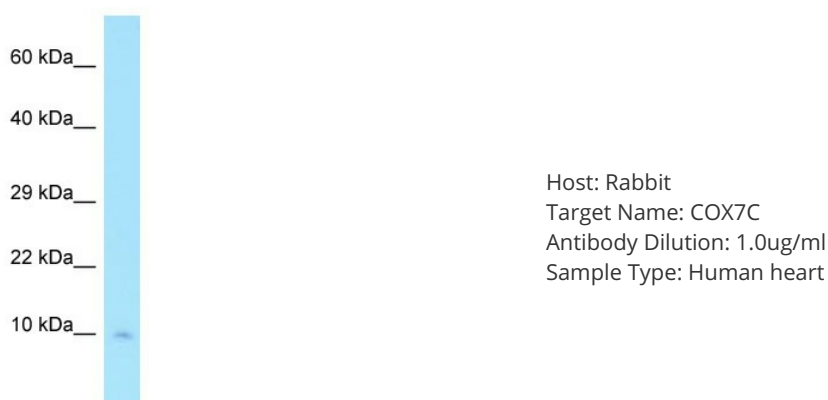 60 kDa__
40 kDa__
29 kDa__
22 kDa__
10 kDa__
Host: Rabbit
Target Name: COX7C
Antibody Dilution: 1.0ug/ml
Sample Type: Human heart